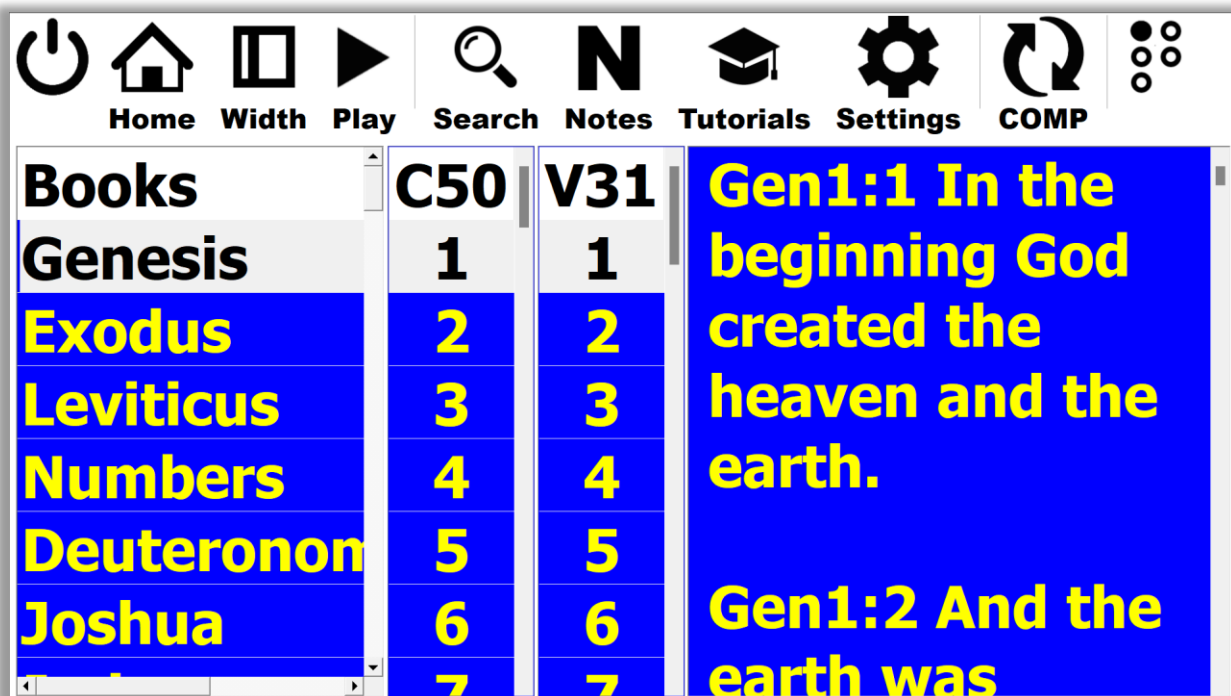 Home Width Play Search Notes Tutorials Settings COMP
Books
Genesis
Exodus
Leviticus
Numbers
Deuteronom
Joshua
C50
1
2
3
4
5
6
7
V31
1
2
3
4
5
6
7
Gen1:1 In the
beginning God
created the
heaven and the
earth.
Gen1:2 And the
earth was